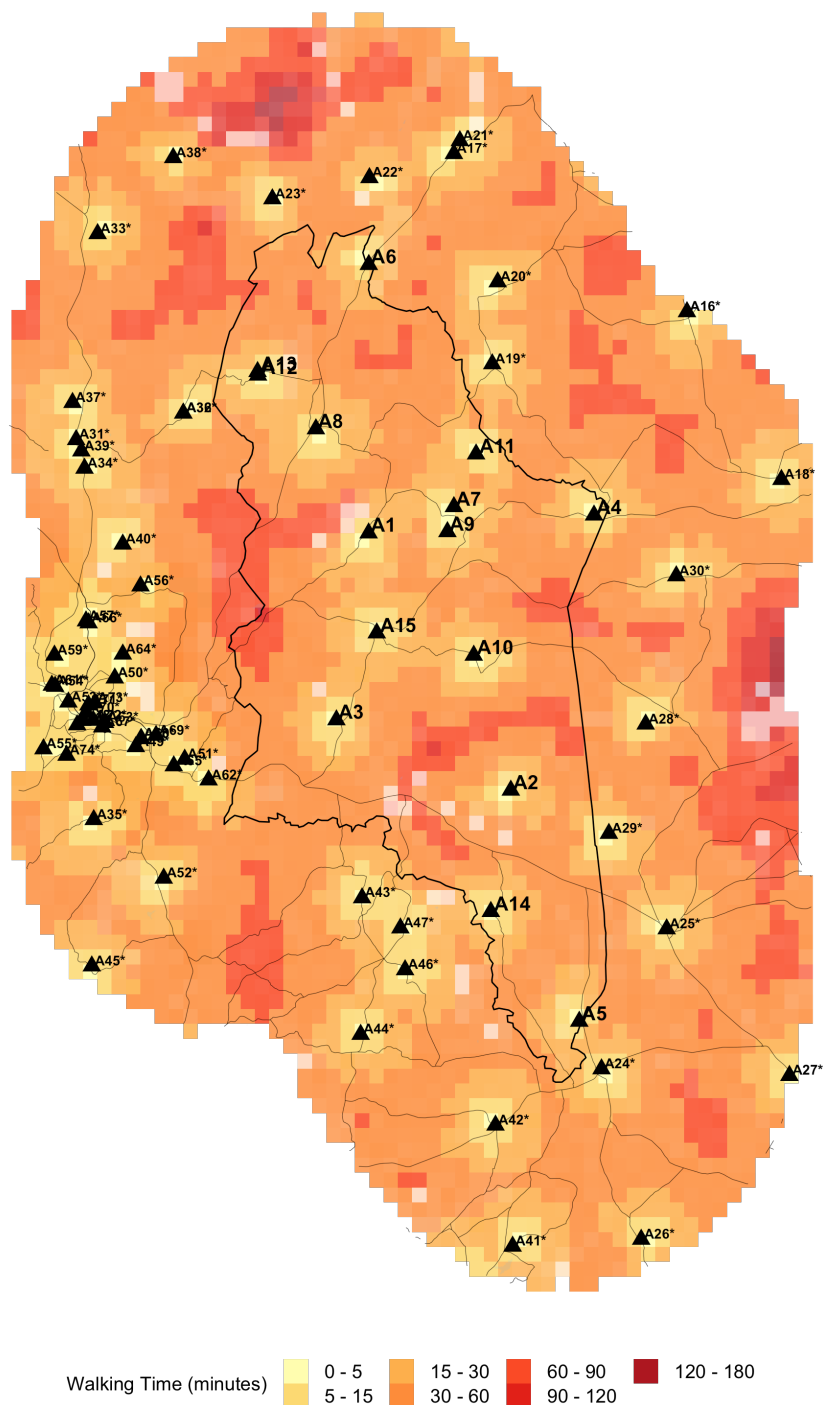 A21*
A17*
A38*
A22*
A23*
A33*
A6
A20*
A16*
A12
A19*
A37*
A8
A31*
A39*
A11
A34*
A18*
A7
A4
A1
A9
A40*
A30*
A56*
A15
A59*
A64*
A10
A50*
A3
A28*
A69*
A55*
A74*
A51*
A62*
A2
A35*
A29*
A52*
A43*
A14
A47*
A25*
A45*
A46*
A5
A44*
A24*
A27*
A42*
A26*
A41*
Walking Time (minutes)
0 - 5
15 - 30
60 - 90
120 - 180
5 - 15
30 - 60
90 - 120